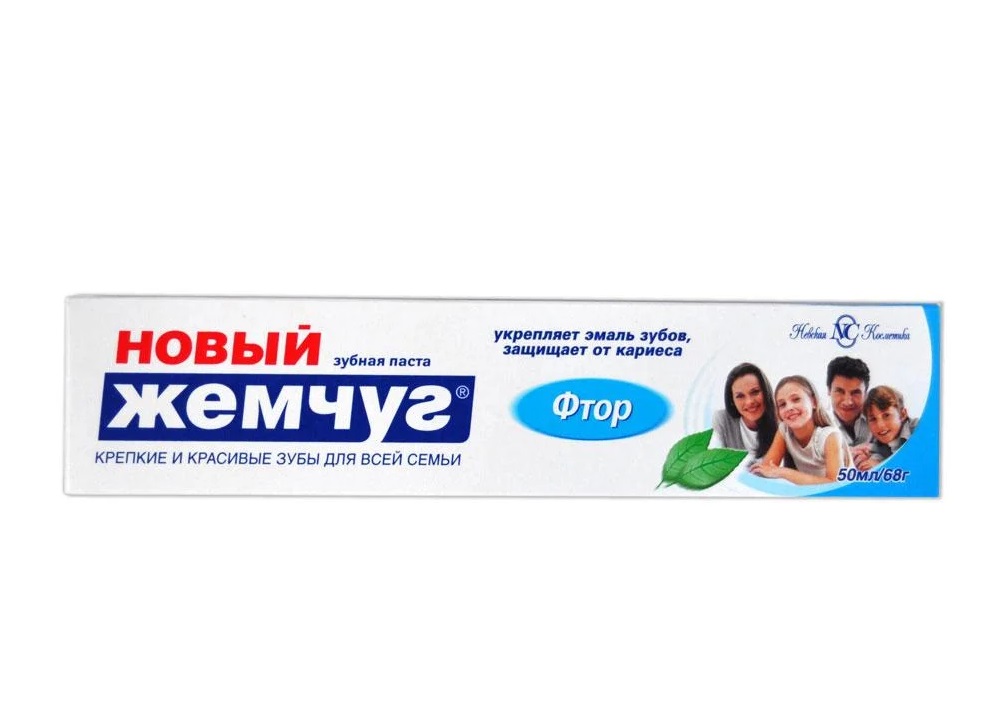 новый
зубная паста
жемчуг®
КРЕПКИЕ И КРАСИВЫЕ ЗУБЫ ДЛЯ ВСЕЙ СЕМЬИ
укрепляет эмаль зубов,
защищает от кариеса
Фтор
Невская NC Косметика
50мл/68г